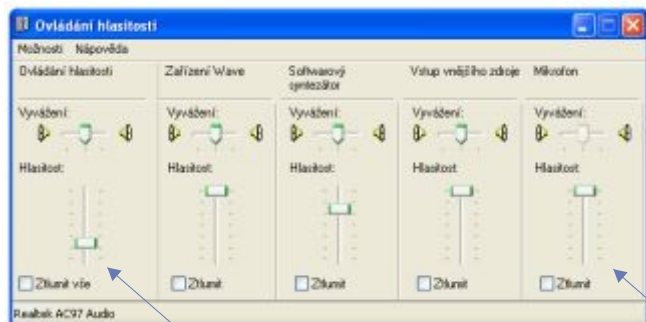 Ovládání hlasitosti
Možnosti Nápověda
Ovládání hlasitosti
Zařízení Wave
Softwarový
syntezátor
Vstup vnějšího zdroje
Mikrofon
Vyvážení:
Vyvážení:
Vyvážení:
Vyvážení:
Vyvážení:
Hlasitost:
Hlasitost:
Hlasitost:
Hlasitost:
Hlasitost:
Ztlumit vše
Ztlumit
Ztlumit
Ztlumit
Ztlumit
Realtek AC97 Audio